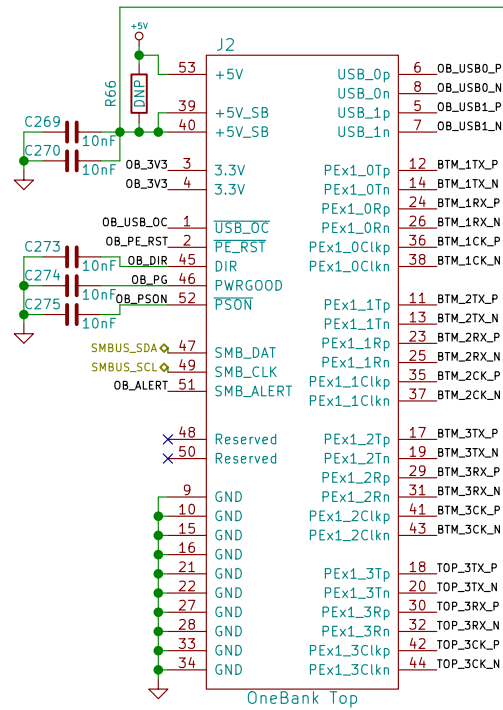 +5V
J2
R66
DNP
53 +5V USB_0p 6 OB_USB0_P
USB_0n 8 OB_USB0_N
C269 10nF 39 +5V_SB USB_1p 5 OB_USB1_P
C270 10nF 40 +5V_SB USB_1n 7 OB_USB1_N
OB_3V3 3 3.3V PEx1_0Tp 12 BTM_1TX_P
OB_3V3 4 3.3V PEx1_0Tn 14 BTM_1TX_N
PEx1_0Rp 24 BTM_1RX_P
OB_USB_OC 1 USB_OC PEx1_0Rn 26 BTM_1RX_N
OB_PE_RST 2 PE_RST PEx1_0Clkp 36 BTM_1CK_P
C273 10nF OB_DIR 45 DIR PEx1_0Clkn 38 BTM_1CK_N
C274 10nF OB_PG 46 PWRGOOD
C275 10nF OB_PSON 52 PSON PEx1_1Tp 11 BTM_2TX_P
PEx1_1Tn 13 BTM_2TX_N
PEx1_1Rp 23 BTM_2RX_P
SMBUS_SDA 47 SMB_DAT PEx1_1Rn 25 BTM_2RX_N
SMBUS_SCL 49 SMB_CLK PEx1_1Clkp 35 BTM_2CK_P
OB_ALERT 51 SMB_ALERT PEx1_1Clkn 37 BTM_2CK_N
48 Reserved PEx1_2Tp 17 BTM_3TX_P
50 Reserved PEx1_2Tn 19 BTM_3TX_N
PEx1_2Rp 29 BTM_3RX_P
9 GND PEx1_2Rn 31 BTM_3RX_N
10 GND PEx1_2Clkp 41 BTM_3CK_P
15 GND PEx1_2Clkn 43 BTM_3CK_N
16 GND
21 GND PEx1_3Tp 18 TOP_3TX_P
22 GND PEx1_3Tn 20 TOP_3TX_N
27 GND PEx1_3Rp 30 TOP_3RX_P
28 GND PEx1_3Rn 32 TOP_3RX_N
33 GND PEx1_3Clkp 42 TOP_3CK_P
34 GND PEx1_3Clkn 44 TOP_3CK_N
OneBank Top